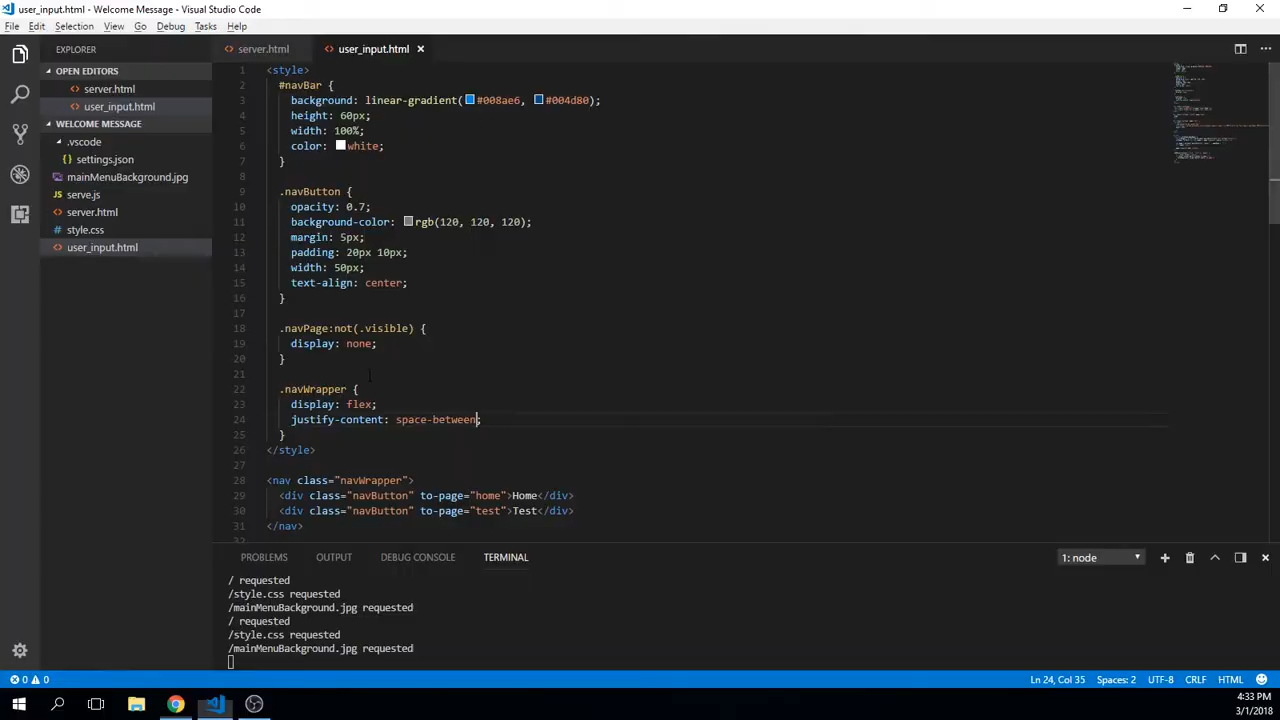 user_input.html - Welcome Message - Visual Studio Code
File Edit Selection View Go Debug Tasks Help
EXPLORER
OPEN EDITORS
server.html
user_input.html
WELCOME MESSAGE
.vscode
settings.json
mainMenuBackground.jpg
serve.js
server.html
style.css
user_input.html
server.html user_input.html
1 <style>
2 #navBar {
3 background: linear-gradient(#008ae6, #004d80);
4 height: 60px;
5 width: 100%;
6 color: white;
7 }
8
9 .navButton {
10 opacity: 0.7;
11 background-color: rgb(120, 120, 120);
12 margin: 5px;
13 padding: 20px 10px;
14 width: 50px;
15 text-align: center;
16 }
17
18 .navPage:not(.visible) {
19 display: none;
20 }
21
22 .navWrapper {
23 display: flex;
24 justify-content: space-between;
25 }
26 </style>
27
28 <nav class="navWrapper">
29 <div class="navButton" to-page="home">Home</div>
30 <div class="navButton" to-page="test">Test</div>
31 </nav>
32
PROBLEMS OUTPUT DEBUG CONSOLE TERMINAL 1: node
/ requested
/style.css requested
/mainMenuBackground.jpg requested
/ requested
/style.css requested
/mainMenuBackground.jpg requested
0 0 Ln 24, Col 35 Spaces: 2 UTF-8 CRLF HTML
4:33 PM
3/1/2018